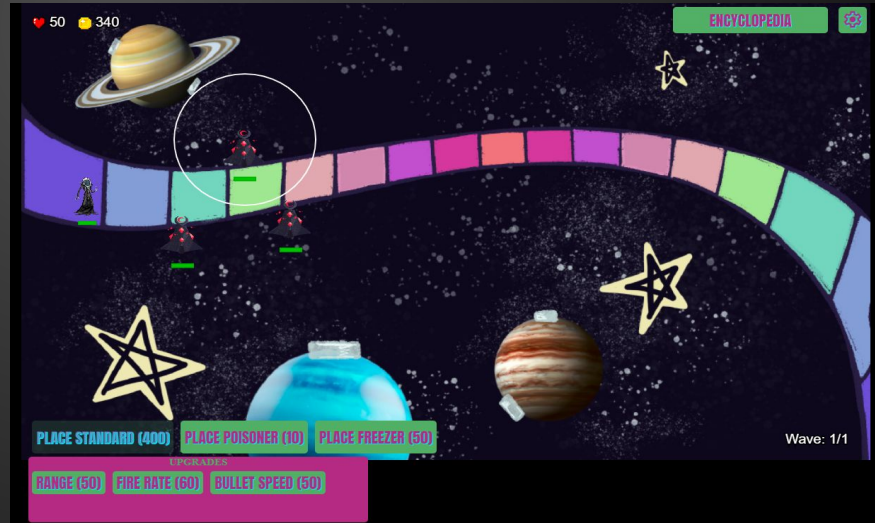 50 340
ENCYCLOPEDIA
PLACE STANDARD (400) PLACE POISONER (10) PLACE FREEZER (50)
Wave: 1/1
UPGRADES
RANGE (50) FIRE RATE (60) BULLET SPEED (50)